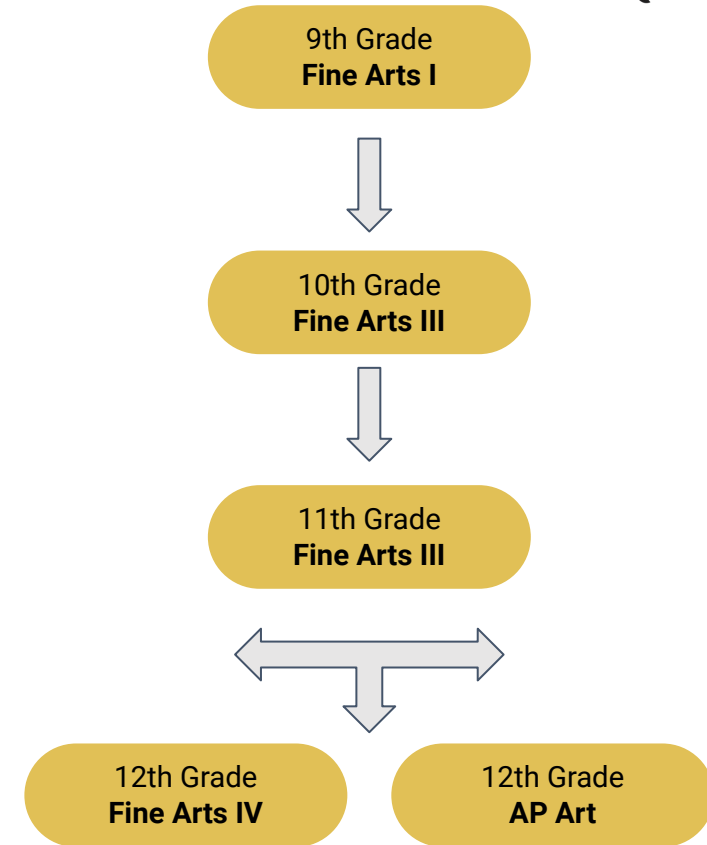 9th Grade
Fine Arts I
10th Grade
Fine Arts III
11th Grade
Fine Arts III
12th Grade
Fine Arts IV
12th Grade
AP Art